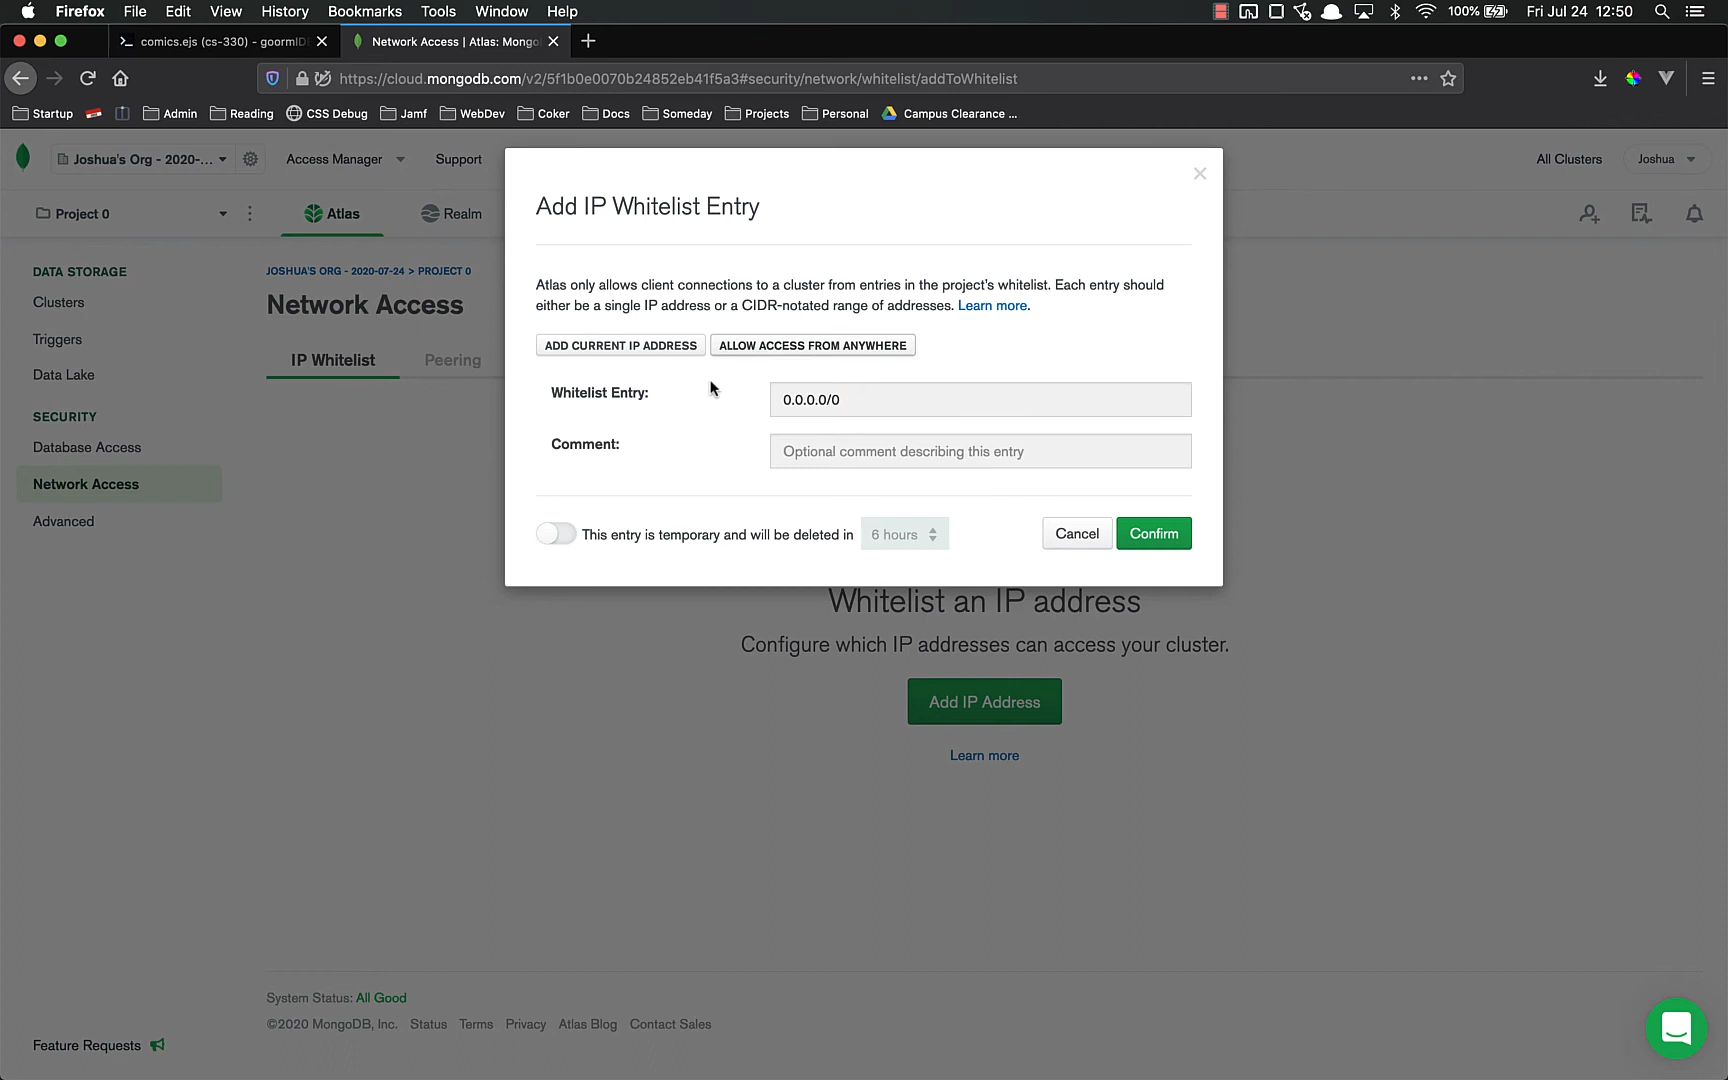 Firefox File Edit View History Bookmarks Tools Window Help 100% Fri Jul 24 12:50
comics.ejs (cs-330) - goormIDE Network Access | Atlas: Mongo
https://cloud.mongodb.com/v2/5f1b0e0070b24852eb41f5a3#security/network/whitelist/addToWhitelist
Startup Admin Reading CSS Debug Jamf WebDev Coker Docs Someday Projects Personal Campus Clearance ...
Joshua's Org - 2020-... Access Manager Support All Clusters Joshua
Project 0 Atlas Realm
DATA STORAGE
Clusters
Triggers
Data Lake
SECURITY
Database Access
Network Access
Advanced
JOSHUA'S ORG - 2020-07-24 > PROJECT 0
Network Access
IP Whitelist Peering
Add IP Whitelist Entry
Atlas only allows client connections to a cluster from entries in the project's whitelist. Each entry should
either be a single IP address or a CIDR-notated range of addresses. Learn more.
ADD CURRENT IP ADDRESS ALLOW ACCESS FROM ANYWHERE
Whitelist Entry: 0.0.0.0/0
Comment: Optional comment describing this entry
This entry is temporary and will be deleted in 6 hours Cancel Confirm
Whitelist an IP address
Configure which IP addresses can access your cluster.
Add IP Address
Learn more
System Status: All Good
©2020 MongoDB, Inc. Status Terms Privacy Atlas Blog Contact Sales
Feature Requests